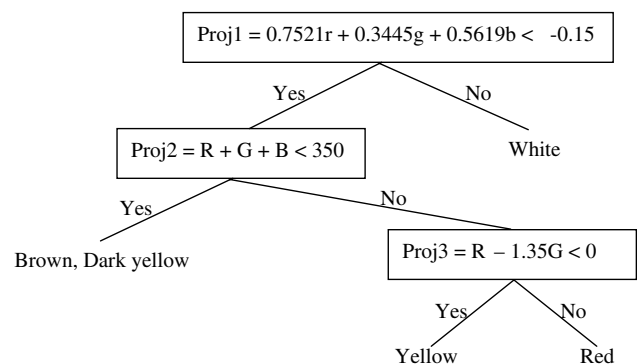 Proj1 = 0.7521r + 0.3445g + 0.5619b < -0.15
Yes
No
Proj2 = R + G + B < 350
White
Yes
No
Brown, Dark yellow
Proj3 = R – 1.35G < 0
Yes
No
Yellow
Red